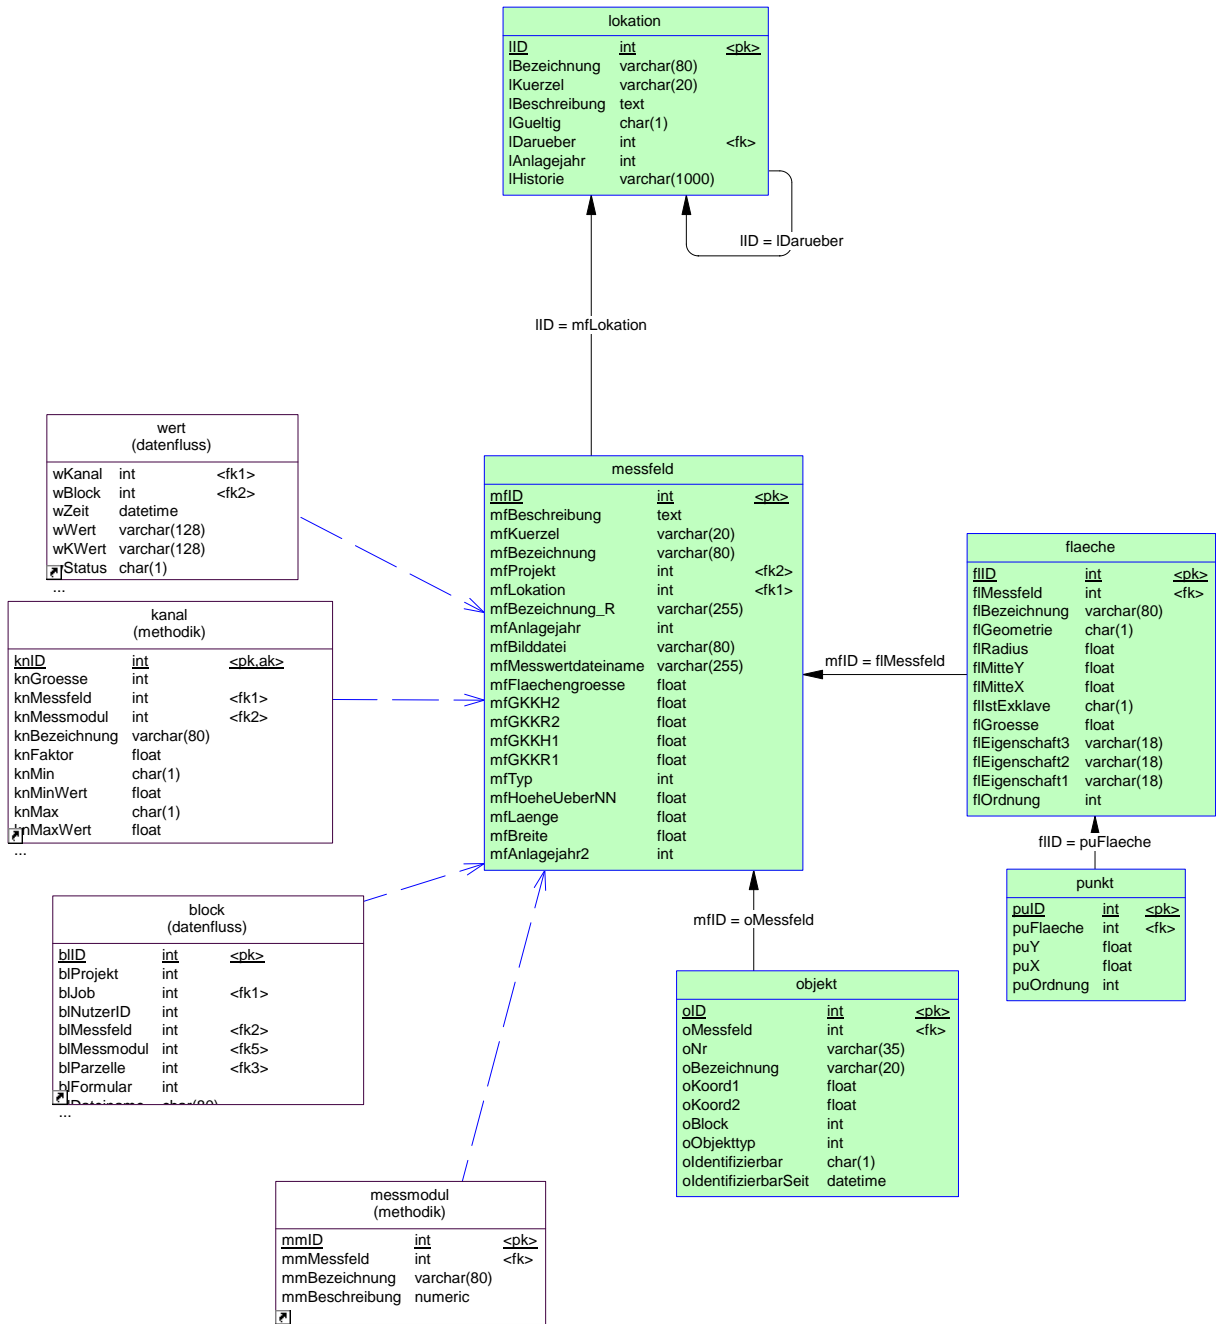 lokation
lID int <pk>
lBezeichnung varchar(80)
lKuerzel varchar(20)
lBeschreibung text
lGueltig char(1)
lDarueber int <fk>
lAnlagejahr int
lHistorie varchar(1000)
lID = lDarueber
lID = mfLokation
wert
(datenfluss)
wKanal int <fk1>
wBlock int <fk2>
wZeit datetime
wWert varchar(128)
wKWert varchar(128)
wStatus char(1)
...
kanal
(methodik)
knID int <pk,ak>
knGroesse int
knMessfeld int <fk1>
knMessmodul int <fk2>
knBezeichnung varchar(80)
knFaktor float
knMin char(1)
knMinWert float
knMax char(1)
knMaxWert float
...
messfeld
mfID int <pk>
mfBeschreibung text
mfKuerzel varchar(20)
mfBezeichnung varchar(80)
mfProjekt int <fk2>
mfLokation int <fk1>
mfBezeichnung_R varchar(255)
mfAnlagejahr int
mfBilddatei varchar(80)
mfMesswertdateiname varchar(255)
mfFlaechengroesse float
mfGKKH2 float
mfGKKR2 float
mfGKKH1 float
mfGKKR1 float
mfTyp int
mfHoeheUeberNN float
mfLaenge float
mfBreite float
mfAnlagejahr2 int
mfID = flMessfeld
flaeche
flID int <pk>
flMessfeld int <fk>
flBezeichnung varchar(80)
flGeometrie char(1)
flRadius float
flMitteY float
flMitteX float
flIstExklave char(1)
flGroesse float
flEigenschaft3 varchar(18)
flEigenschaft2 varchar(18)
flEigenschaft1 varchar(18)
flOrdnung int
flID = puFlaeche
punkt
puID int <pk>
puFlaeche int <fk>
puY float
puX float
puOrdnung int
block
(datenfluss)
blID int <pk>
blProjekt int
blJob int <fk1>
blNutzerID int
blMessfeld int <fk2>
blMessmodul int <fk5>
blParzelle int <fk3>
blFormular int
blDateiname char(80)
...
mfID = oMessfeld
objekt
oID int <pk>
oMessfeld int <fk>
oNr varchar(35)
oBezeichnung varchar(20)
oKoord1 float
oKoord2 float
oBlock int
oObjekttyp int
oIdentifizierbar char(1)
oIdentifizierbarSeit datetime
messmodul
(methodik)
mmID int <pk>
mmMessfeld int <fk>
mmBezeichnung varchar(80)
mmBeschreibung numeric